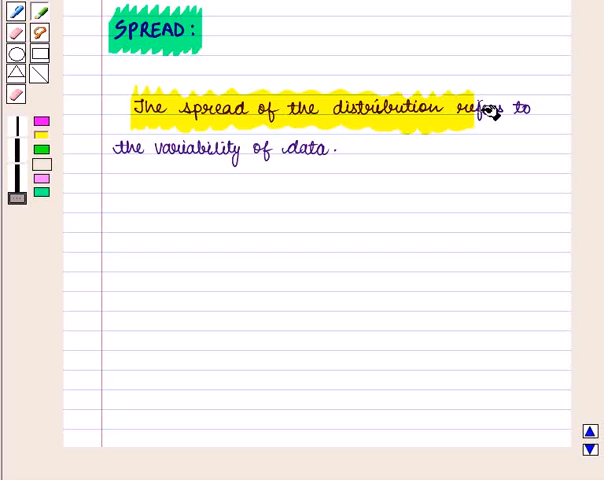 SPREAD:
The spread of the distribution refers to
the variability of data.